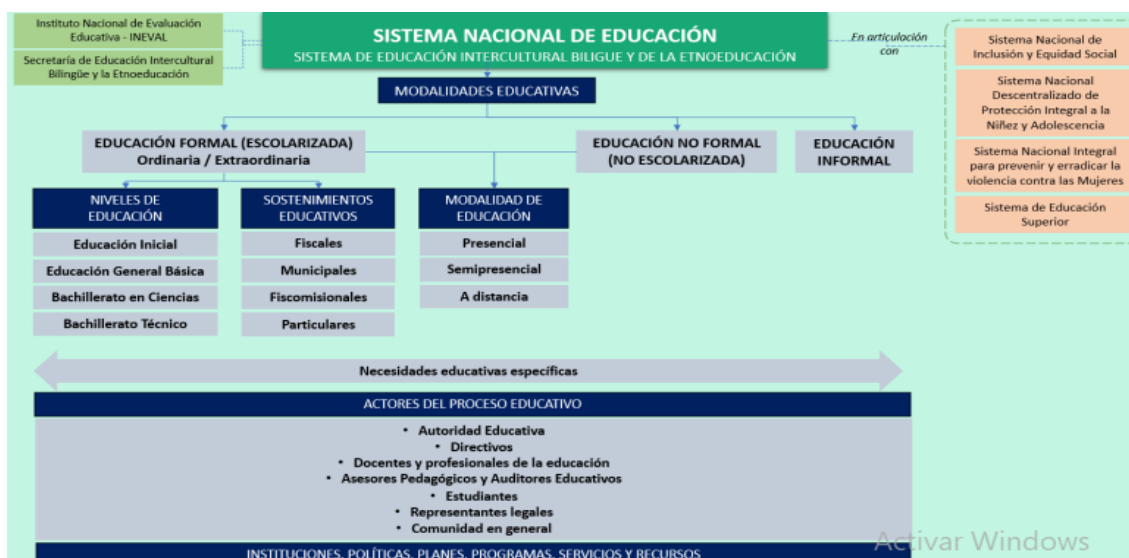 Instituto Nacional de Evaluación
Educativa - INEVAL
Secretaría de Educación Intercultural
Bilingüe y la Etnoeducación
SISTEMA NACIONAL DE EDUCACIÓN
SISTEMA DE EDUCACIÓN INTERCULTURAL BILIGUE Y DE LA ETNOEDUCACIÓN
En articulación
con
Sistema Nacional de
Inclusión y Equidad Social
Sistema Nacional
Descentralizado de
Protección Integral a la
Niñez y Adolescencia
Sistema Nacional Integral
para prevenir y erradicar la
violencia contra las Mujeres
Sistema de Educación
Superior
MODALIDADES EDUCATIVAS
EDUCACIÓN FORMAL (ESCOLARIZADA)
Ordinaria / Extraordinaria
EDUCACIÓN NO FORMAL
(NO ESCOLARIZADA)
EDUCACIÓN
INFORMAL
NIVELES DE
EDUCACIÓN
Educación Inicial
Educación General Básica
Bachillerato en Ciencias
Bachillerato Técnico
SOSTENIMIENTOS
EDUCATIVOS
Fiscales
Municipales
Fiscomisionales
Particulares
MODALIDAD DE
EDUCACIÓN
Presencial
Semipresencial
A distancia
Necesidades educativas específicas
ACTORES DEL PROCESO EDUCATIVO
• Autoridad Educativa
• Directivos
• Docentes y profesionales de la educación
• Asesores Pedagógicos y Auditores Educativos
• Estudiantes
• Representantes legales
• Comunidad en general
INSTITUCIONES, POLÍTICAS, PLANES, PROGRAMAS, SERVICIOS Y RECURSOS
Activar Windows